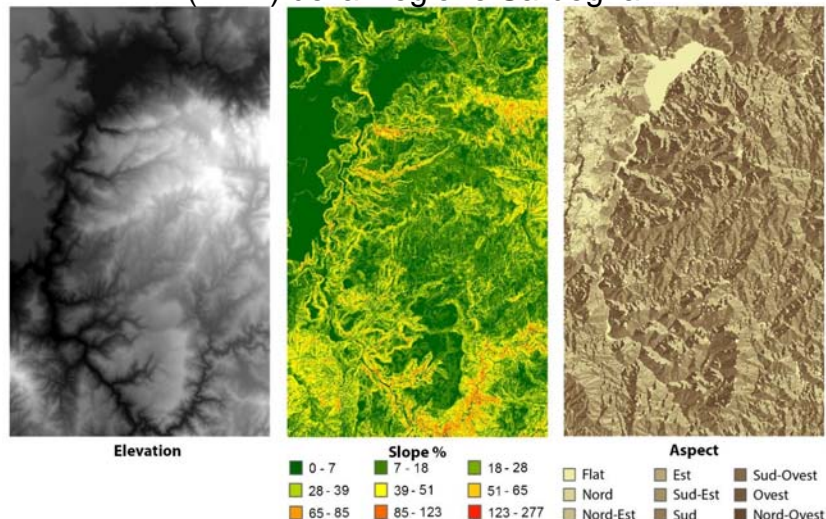 Elevation
Slope %
0 - 7
7 - 18
18 - 28
28 - 39
39 - 51
51 - 65
65 - 85
85 - 123
123 - 277
Aspect
Flat
Est
Sud-Ovest
Nord
Sud-Est
Ovest
Nord-Est
Sud
Nord-Ovest